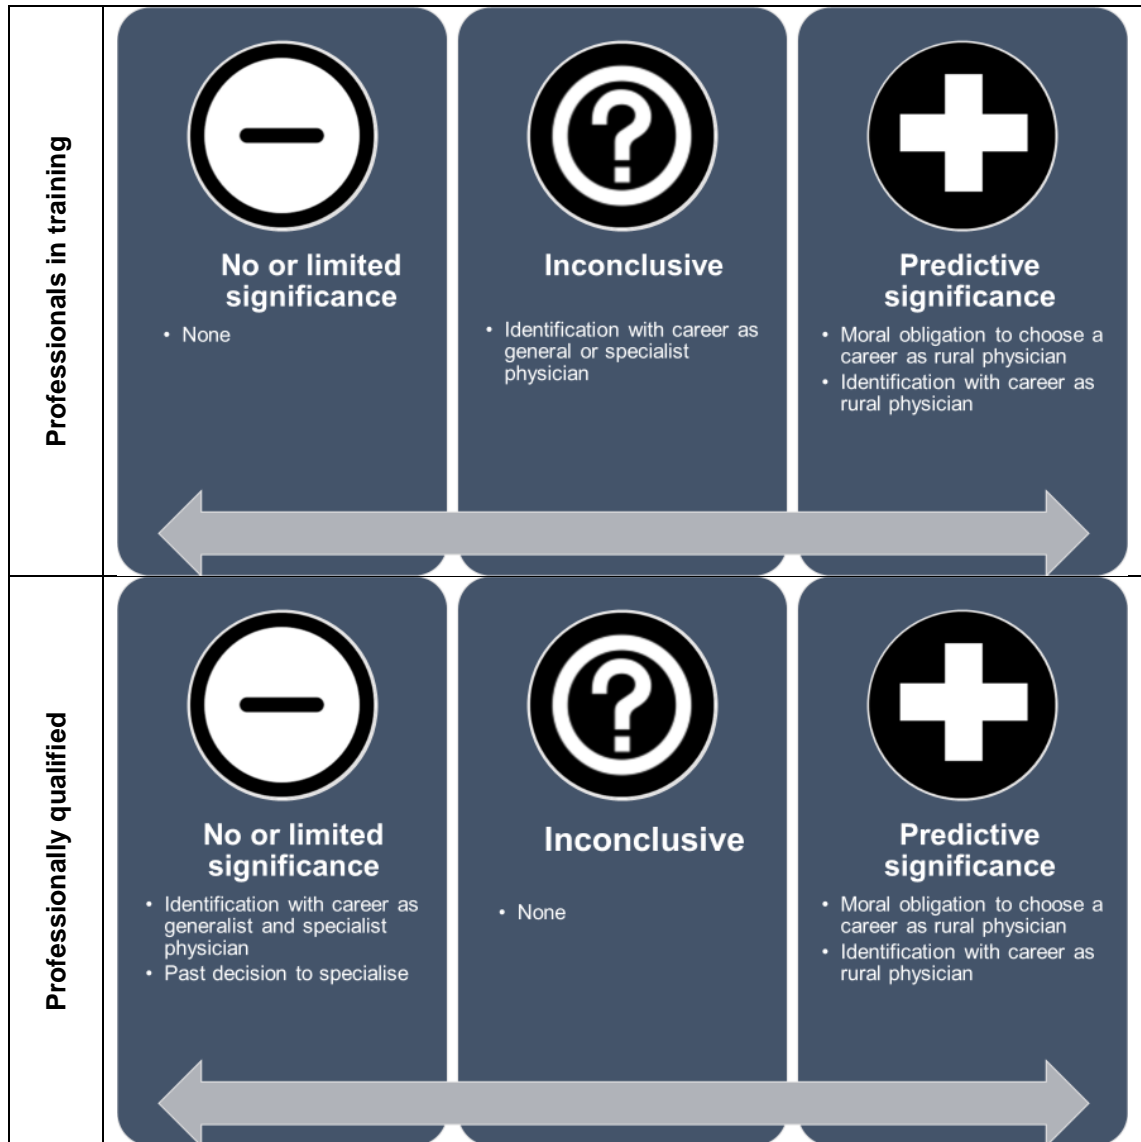 Professionals in training
No or limited
significance
• None
Inconclusive
• Identification with career as
general or specialist
physician
Predictive
significance
• Moral obligation to choose a
career as rural physician
• Identification with career as
rural physician
Professionally qualified
No or limited
significance
• Identification with career as
generalist and specialist
physician
• Past decision to specialise
Inconclusive
• None
Predictive
significance
• Moral obligation to choose a
career as rural physician
• Identification with career as
rural physician